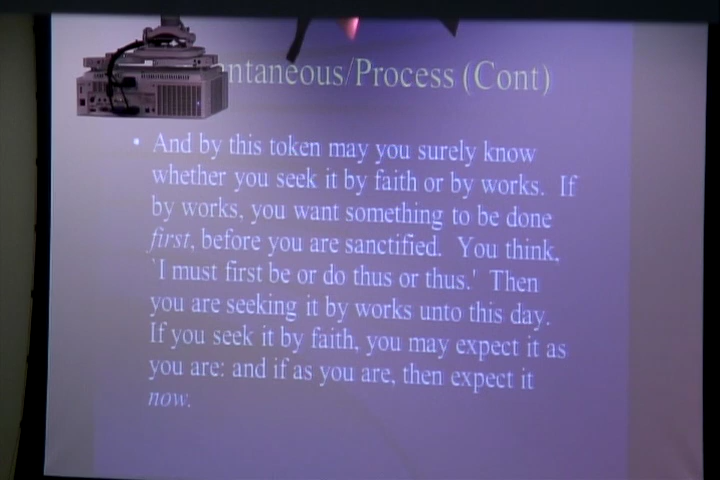 ntaneous/Process (Cont)
• And by this token may you surely know
whether you seek it by faith or by works. If
by works, you want something to be done
first, before you are sanctified. You think,
`I must first be or do thus or thus.' Then
you are seeking it by works unto this day.
If you seek it by faith, you may expect it as
you are: and if as you are, then expect it
now.